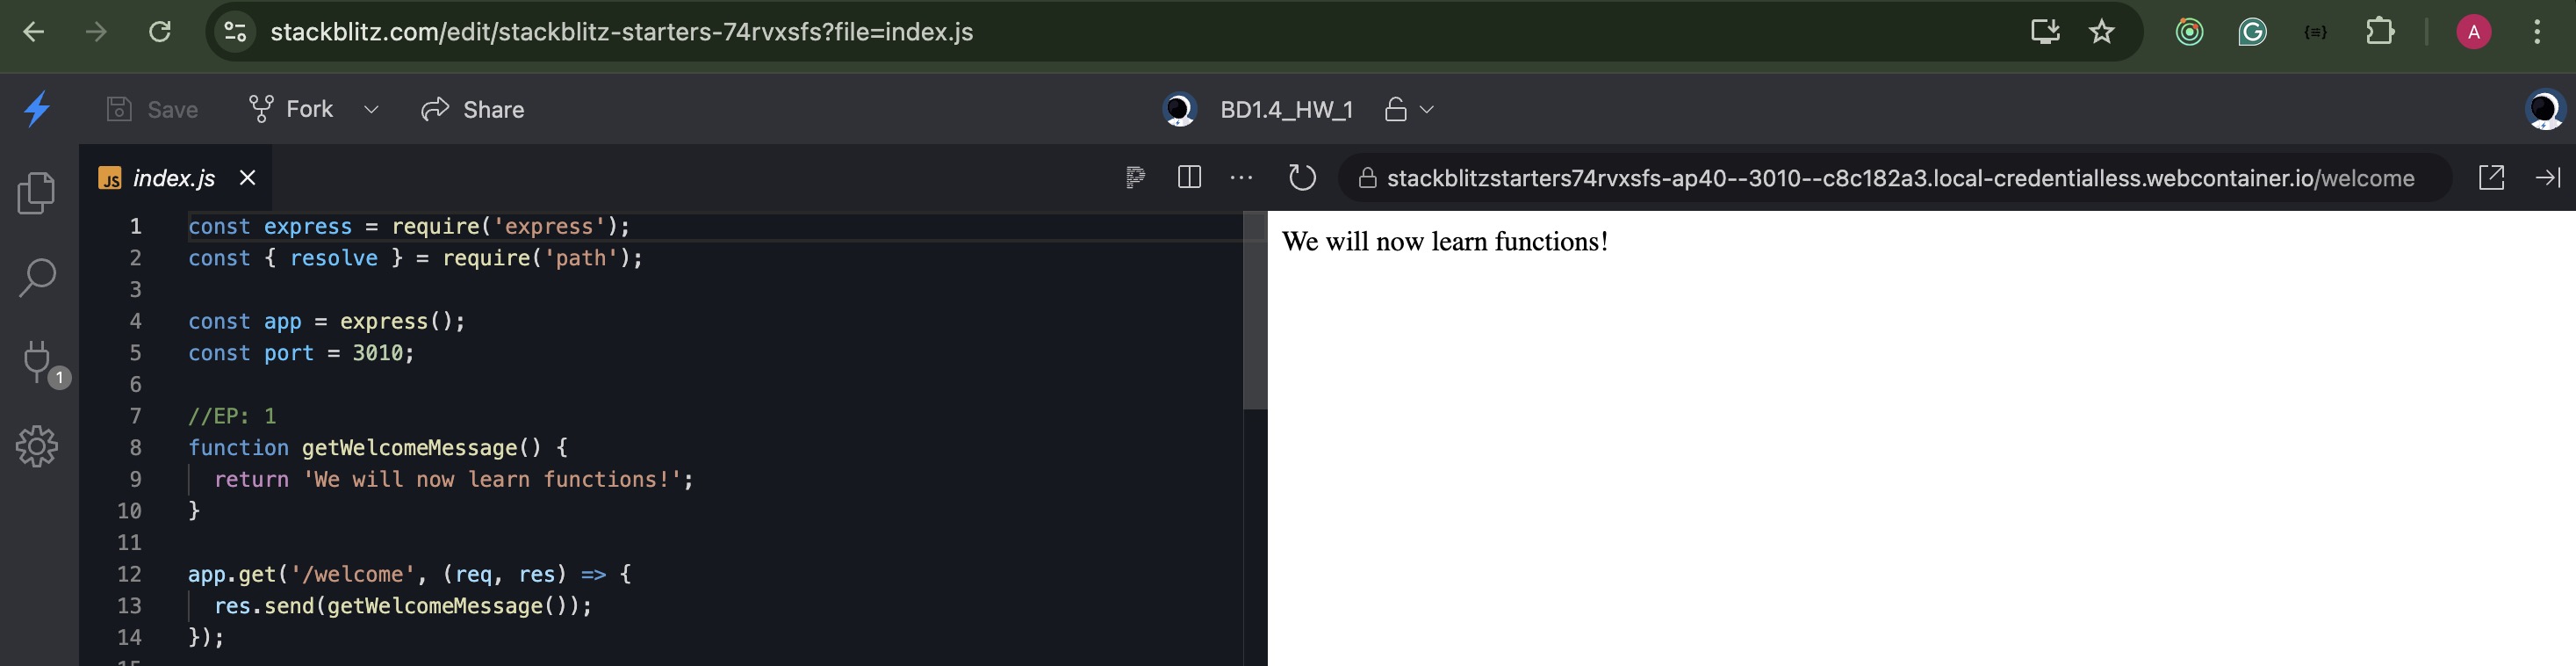 stackblitz.com/edit/stackblitz-starters-74rvxsfs?file=index.js
A
Save
Fork
Share
BD1.4_HW_1
JS index.js
stackblitzstarters74rvxsfs-ap40--3010--c8c182a3.local-credentialless.webcontainer.io/welcome
1
1 const express = require('express');
2 const { resolve } = require('path');
3
4 const app = express();
5 const port = 3010;
6
7 //EP: 1
8 function getWelcomeMessage() {
9 return 'We will now learn functions!';
10 }
11
12 app.get('/welcome', (req, res) => {
13 res.send(getWelcomeMessage());
14 });
15
We will now learn functions!